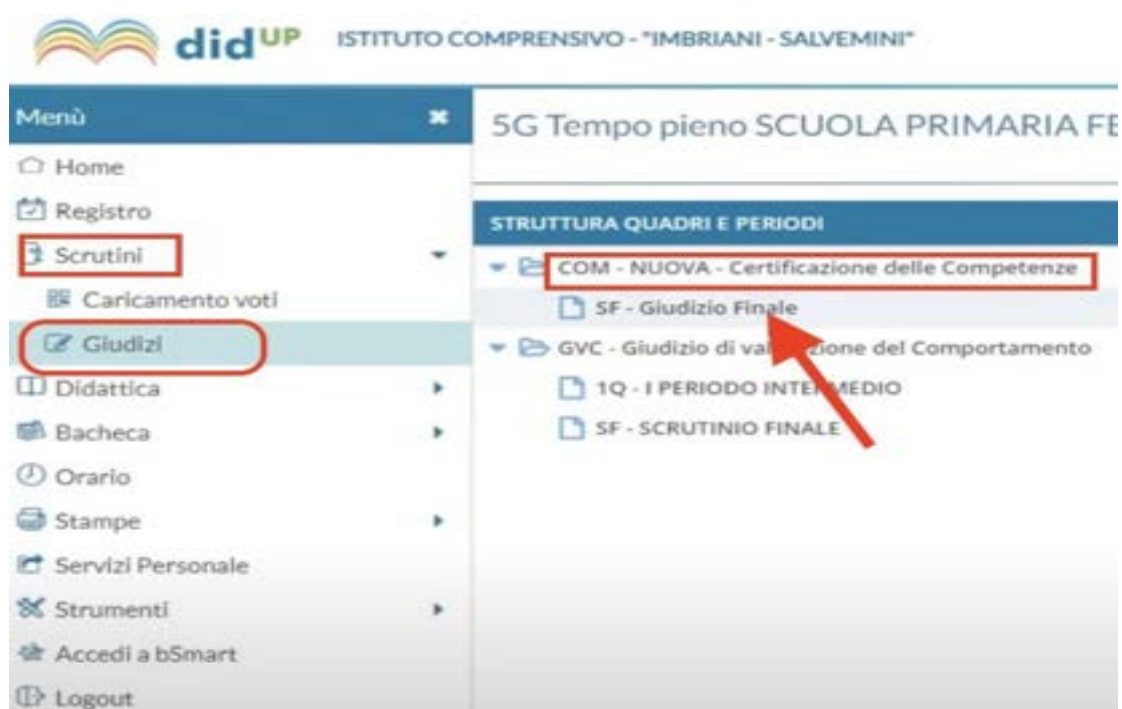 didUP ISTITUTO COMPRENSIVO - "IMBRIANI - SALVEMINI"
Menù
Home
Registro
Scrutini
Caricamento voti
Giudizi
Didattica
Bacheca
Orario
Stampe
Servizi Personale
Strumenti
Accedi a bSmart
Logout
5G Tempo pieno SCUOLA PRIMARIA FE
STRUTTURA QUADRI E PERIODI
COM - NUOVA - Certificazione delle Competenze
SF - Giudizio Finale
GVC - Giudizio di valutazione del Comportamento
1Q - I PERIODO INTERMEDIO
SF - SCRUTINIO FINALE